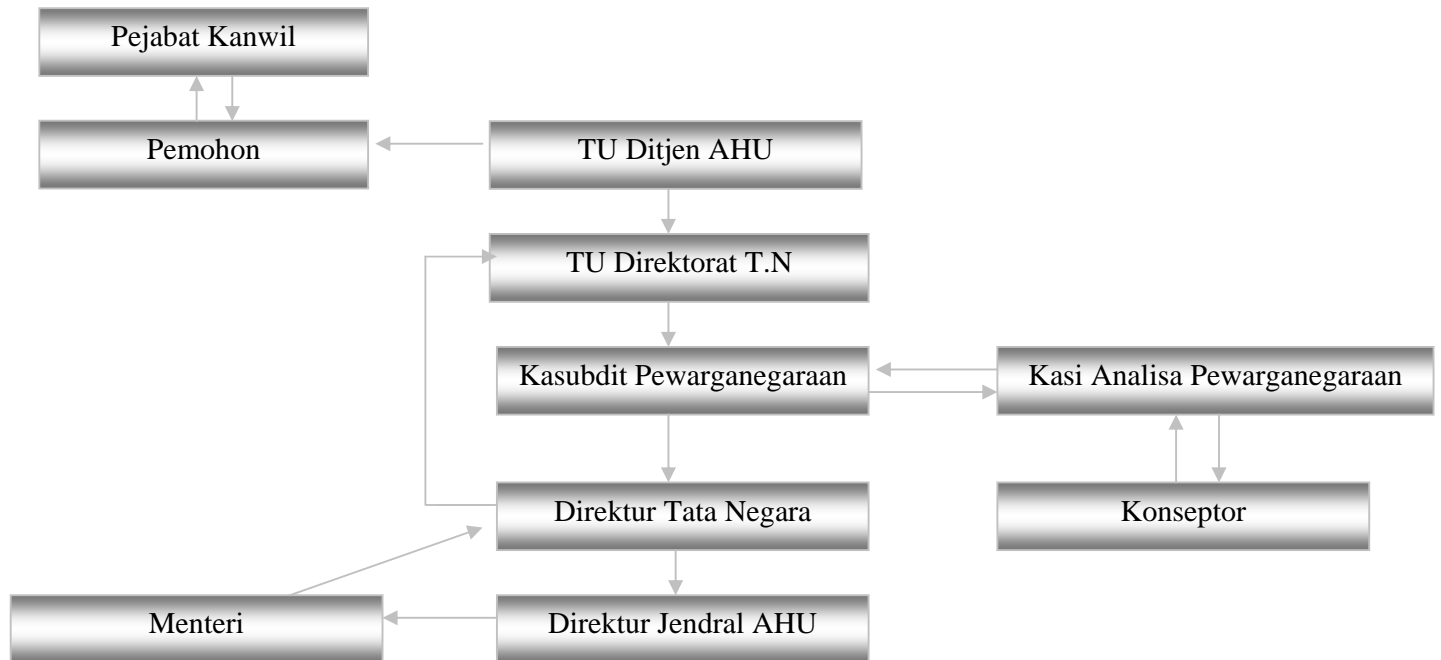 Pejabat Kanwil
Pemohon
TU Ditjen AHU
TU Direktorat T.N
Kasubdit Pewarganegaraan
Kasi Analisa Pewarganegaraan
Direktur Tata Negara
Konseptor
Menteri
Direktur Jendral AHU